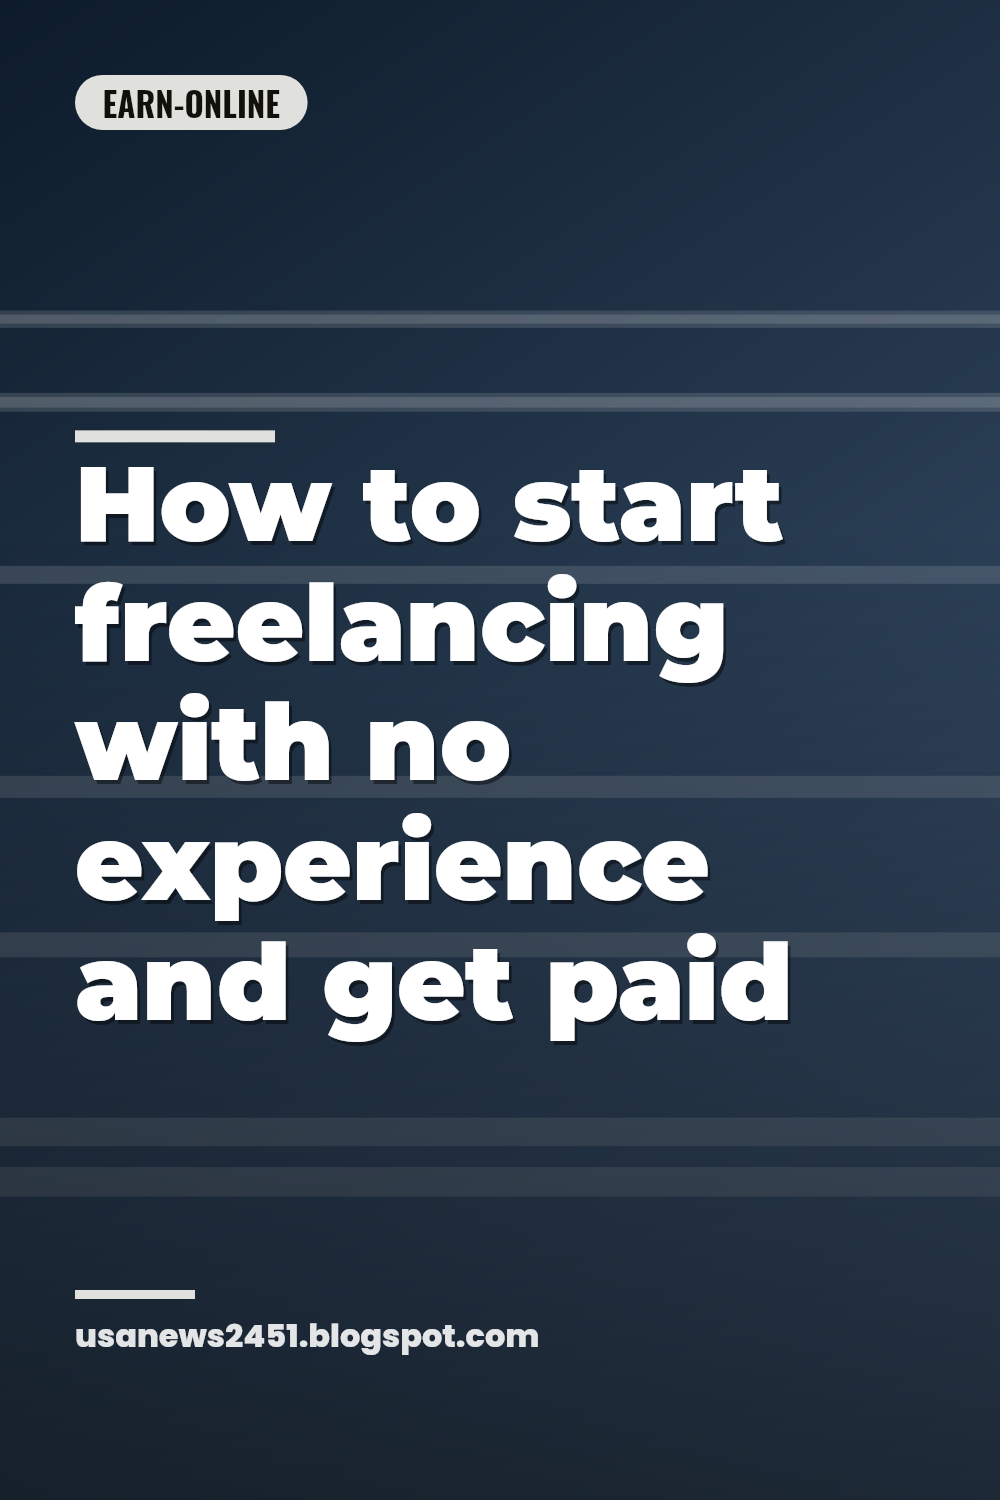 EARN-ONLINE
How to start
freelancing
with no
experience
and get paid
usanews2451.blogspot.com